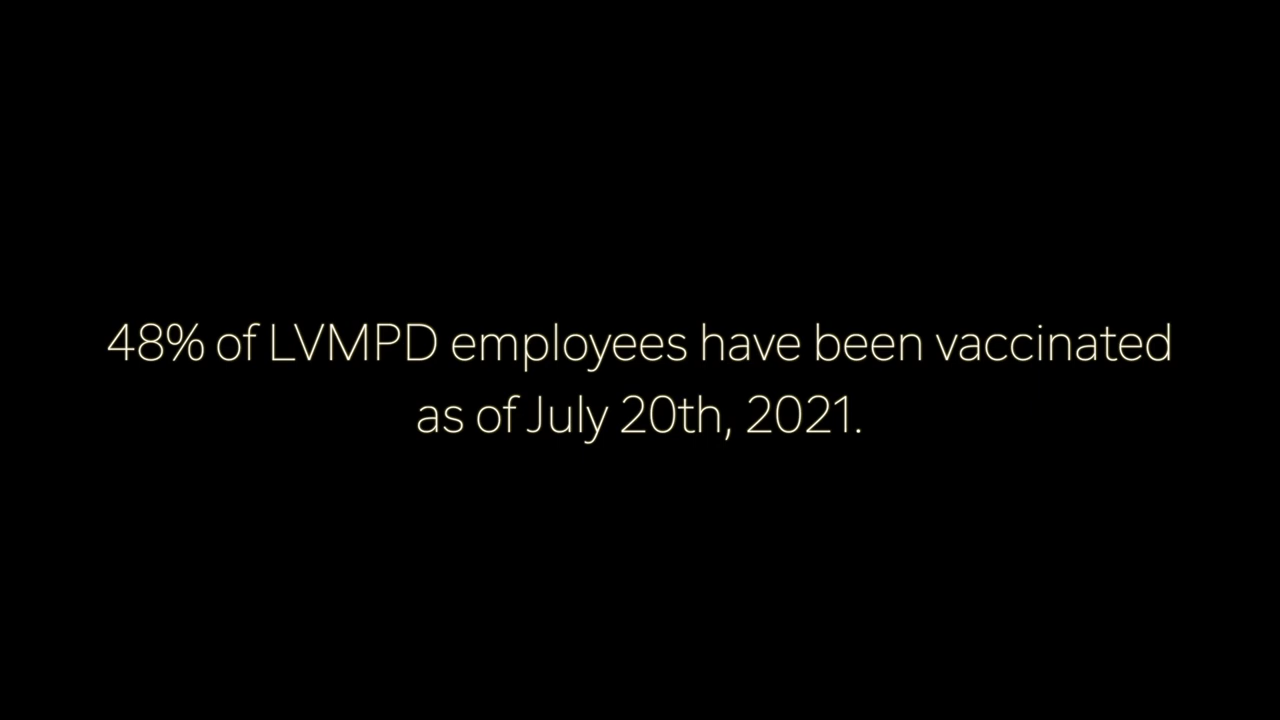 48% of LVMPD employees have been vaccinated
as of July 20th, 2021.